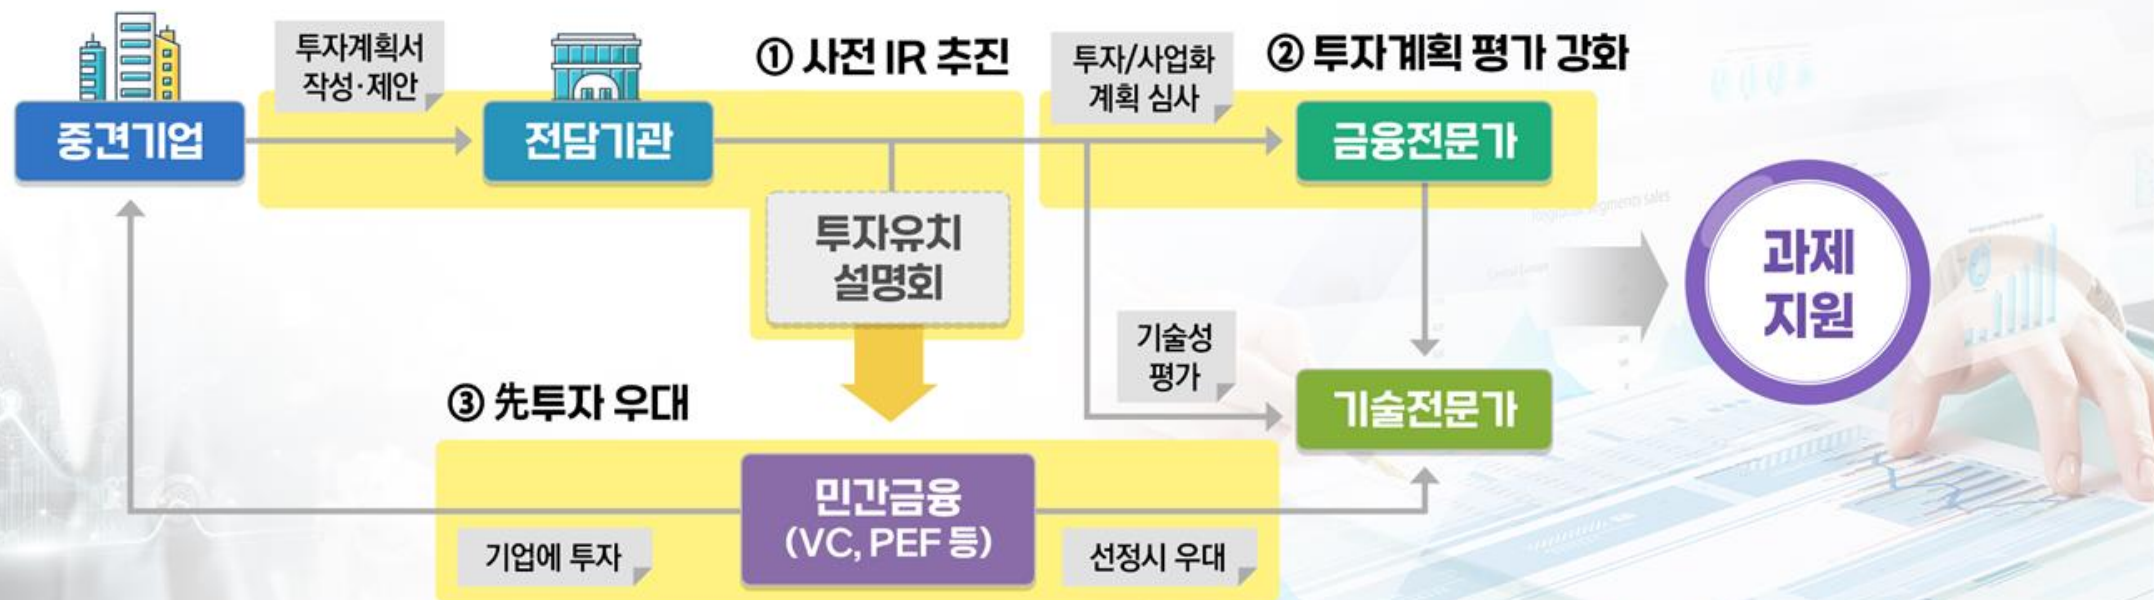 투자계획서
작성·제안
① 사전 IR 추진
투자/사업화
계획 심사
② 투자계획 평가 강화
중견기업
전담기관
금융전문가
투자유치
설명회
과제
지원
기술성
평가
③ 先투자 우대
기술전문가
민간금융
(VC, PEF 등)
기업에 투자
선정시 우대